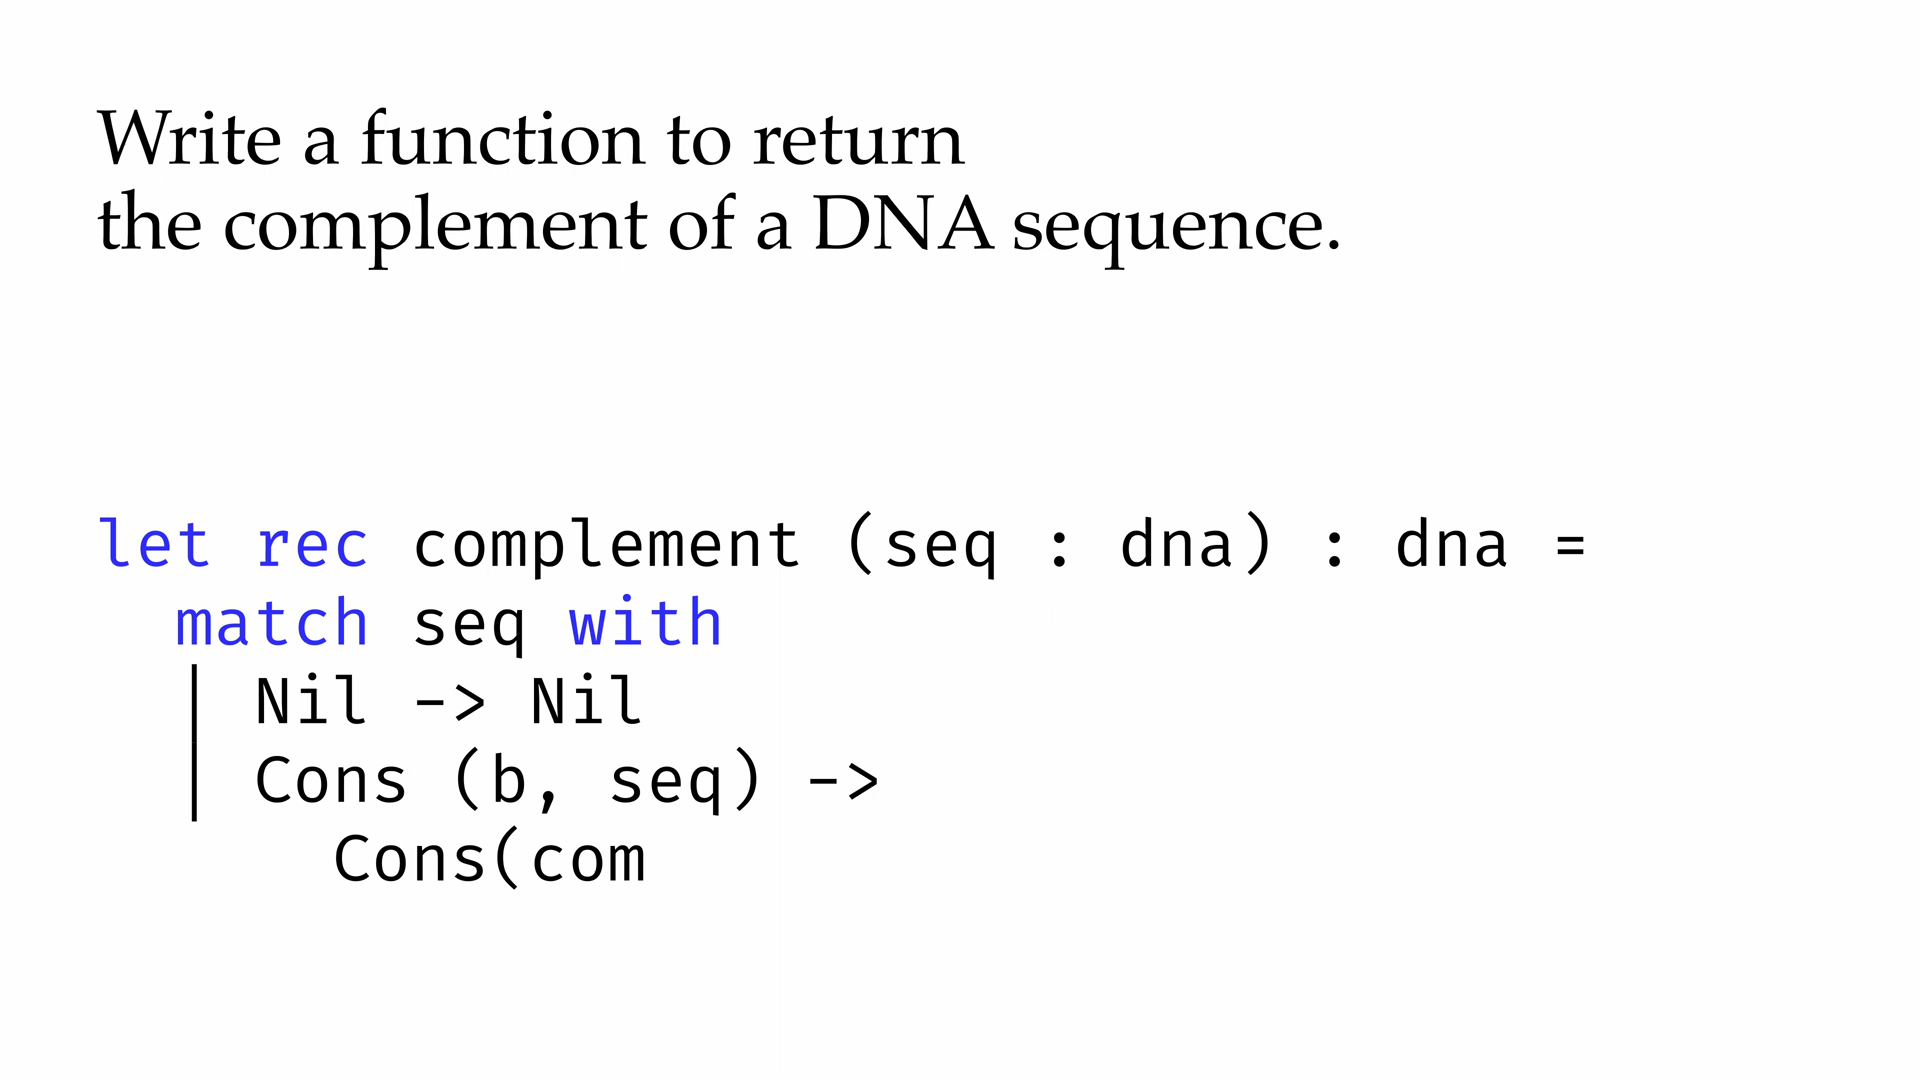 Write a function to return
the complement of a DNA sequence.
let rec complement (seq : dna) : dna =
  match seq with
  | Nil -> Nil
  | Cons (b, seq) ->
      Cons(com